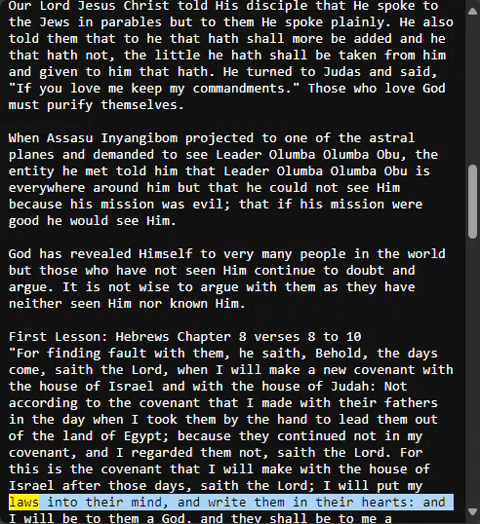 Our Lord Jesus Christ told His disciple that He spoke to
the Jews in parables but to them He spoke plainly. He also
told them that to he that hath shall more be added and he
that hath not, the little he hath shall be taken from him
and given to him that hath. He turned to Judas and said,
"If you love me keep my commandments." Those who love God
must purify themselves.

When Assasu Inyangibom projected to one of the astral
planes and demanded to see Leader Olumba Olumba Obu, the
entity he met told him that Leader Olumba Olumba Obu is
everywhere around him but that he could not see Him
because his mission was evil; that if his mission were
good he would see Him.

God has revealed Himself to very many people in the world
but those who have not seen Him continue to doubt and
argue. It is not wise to argue with them as they have
neither seen Him nor known Him.

First Lesson: Hebrews Chapter 8 verses 8 to 10
"For finding fault with them, he saith, Behold, the days
come, saith the Lord, when I will make a new covenant with
the house of Israel and with the house of Judah: Not
according to the covenant that I made with their fathers
in the day when I took them by the hand to lead them out
of the land of Egypt; because they continued not in my
covenant, and I regarded them not, saith the Lord. For
this is the covenant that I will make with the house of
Israel after those days, saith the Lord; I will put my
laws into their mind, and write them in their hearts: and
I will be to them a God, and they shall be to me a